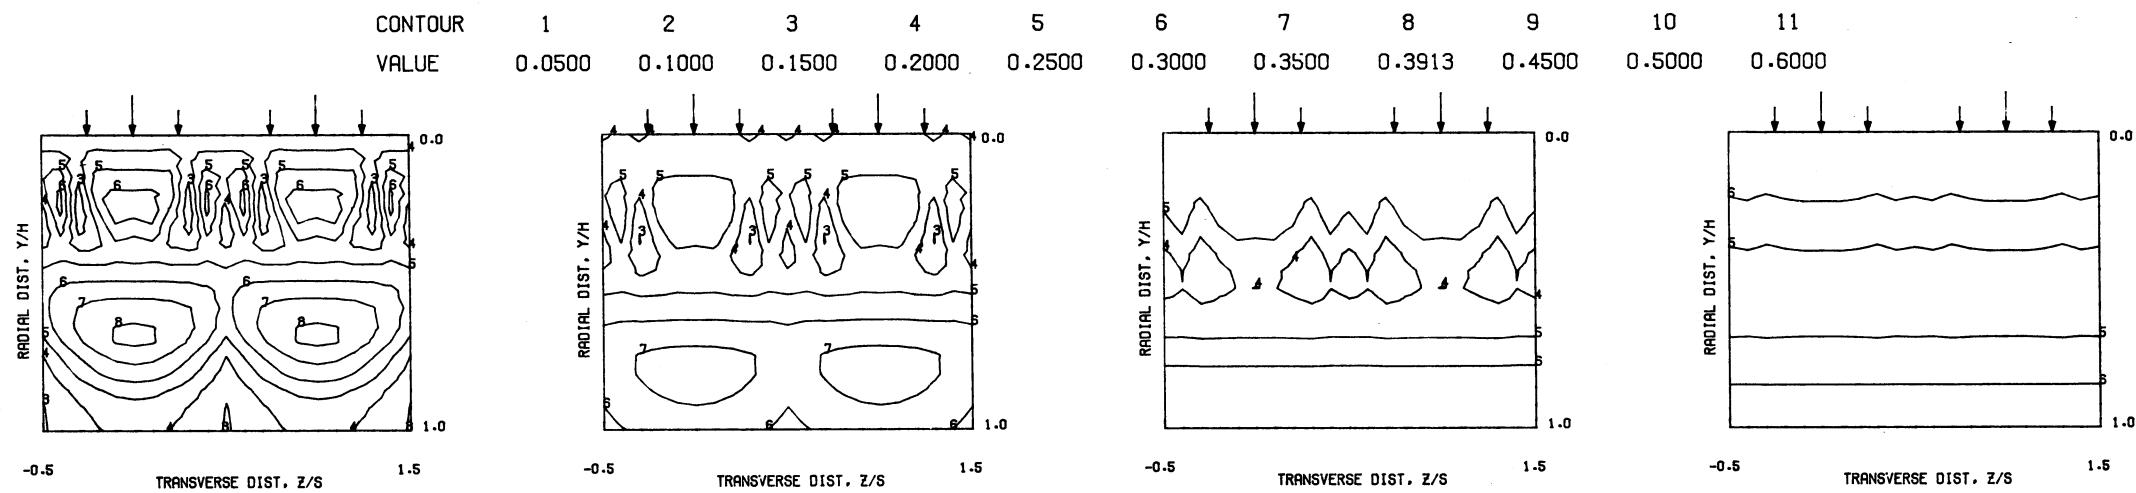 CONTOUR 1 2 3 4 5 6 7 8 9 10 11
VALUE 0.0500 0.1000 0.1500 0.2000 0.2500 0.3000 0.3500 0.3913 0.4500 0.5000 0.6000
0.0 0.0 0.0 0.0
RADIAL DIST, Y/H RADIAL DIST, Y/H RADIAL DIST, Y/H RADIAL DIST, Y/H
1.0 1.0 1.0 1.0
-0.5 1.5 -0.5 1.5 -0.5 1.5 -0.5 1.5
TRANSVERSE DIST, Z/S TRANSVERSE DIST, Z/S TRANSVERSE DIST, Z/S TRANSVERSE DIST, Z/S